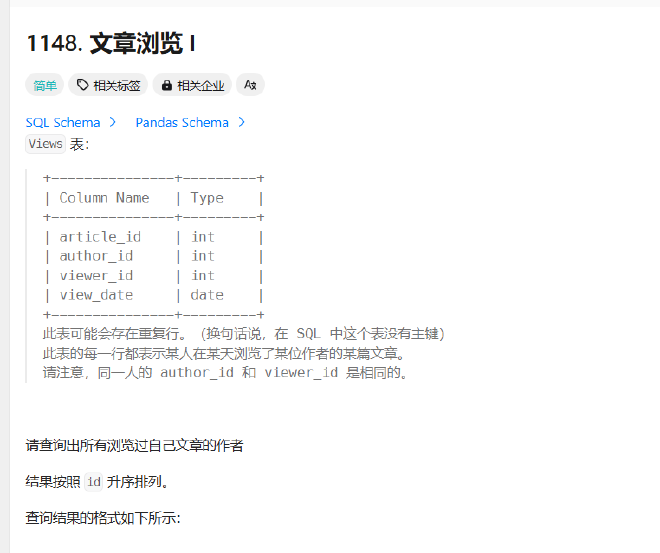 1148. 文章浏览 I
简单 相关标签 相关企业 Aあ
SQL Schema > Pandas Schema >
Views 表：
+---------------+---------+
| Column Name   | Type    |
+---------------+---------+
| article_id    | int     |
| author_id     | int     |
| viewer_id     | int     |
| view_date     | date    |
+---------------+---------+
此表可能会存在重复行。（换句话说，在 SQL 中这个表没有主键）
此表的每一行都表示某人在某天浏览了某位作者的某篇文章。
请注意，同一人的 author_id 和 viewer_id 是相同的。
请查询出所有浏览过自己文章的作者
结果按照 id 升序排列。
查询结果的格式如下所示：